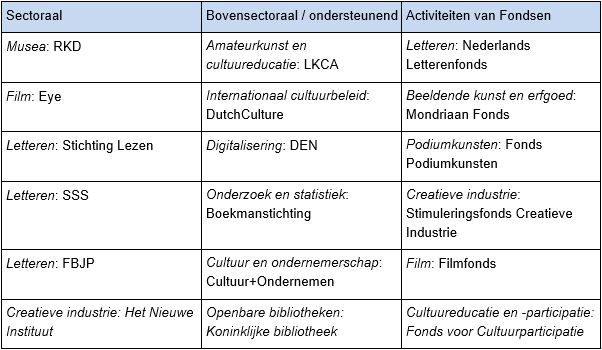 Sectoraal
Bovensectoraal / ondersteunend
Activiteiten van Fondsen
Musea: RKD
Amateurkunst en
cultuureducatie: LKCA
Letteren: Nederlands
Letterenfonds
Film: Eye
Internationaal cultuurbeleid:
DutchCulture
Beeldende kunst en erfgoed:
Mondriaan Fonds
Letteren: Stichting Lezen
Digitalisering: DEN
Podiumkunsten: Fonds
Podiumkunsten
Letteren: SSS
Onderzoek en statistiek:
Boekmanstichting
Creatieve industrie:
Stimuleringsfonds Creatieve
Industrie
Letteren: FBJP
Cultuur en ondernemerschap:
Cultuur+Ondernemen
Film: Filmfonds
Creatieve industrie: Het Nieuwe
Instituut
Openbare bibliotheken:
Koninklijke bibliotheek
Cultuureducatie en -participatie:
Fonds voor Cultuurparticipatie